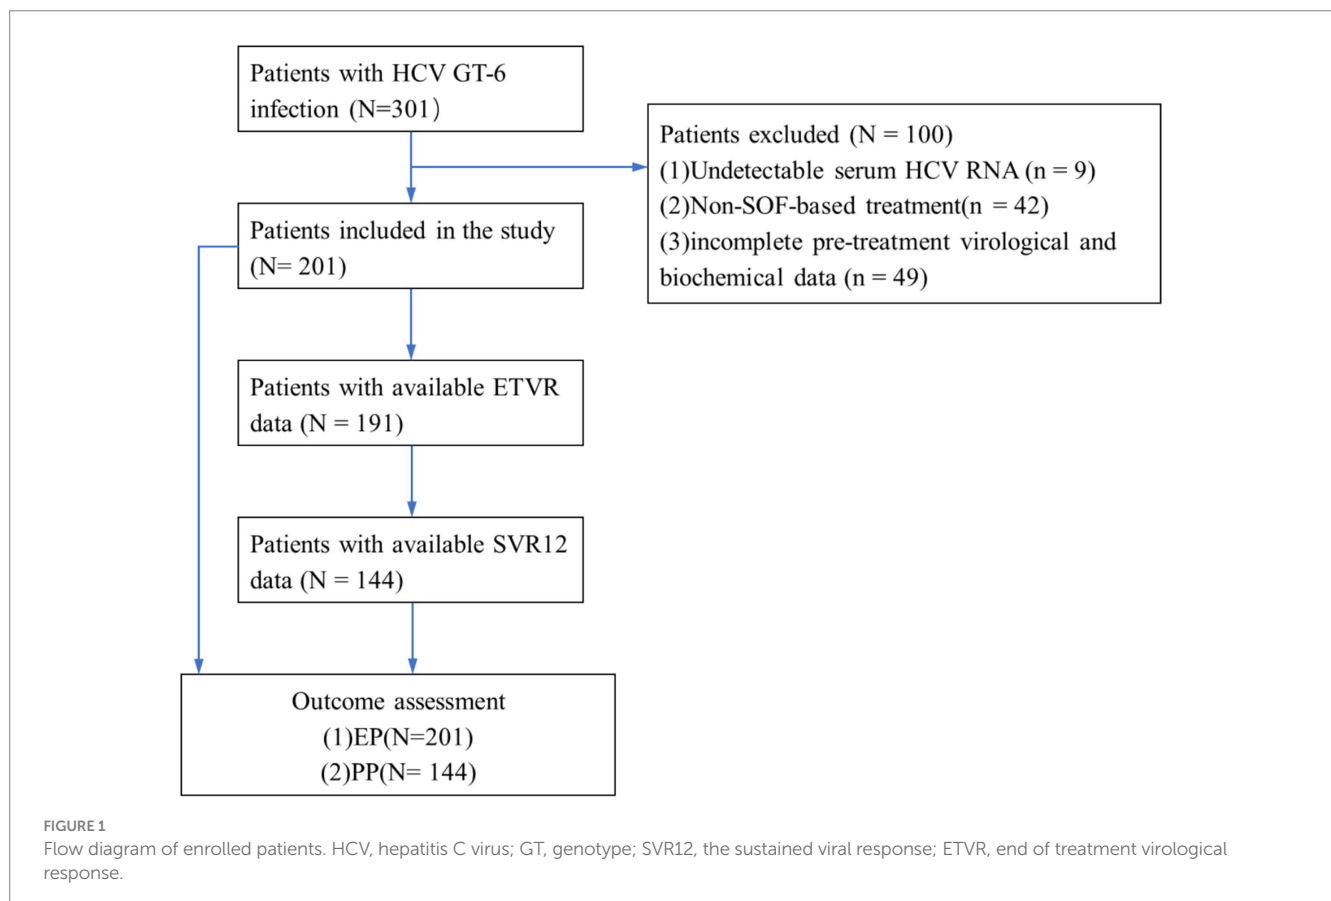 Patients with HCV GT-6
infection (N=301)
Patients excluded (N = 100)
(1)Undetectable serum HCV RNA (n = 9)
(2)Non-SOF-based treatment(n = 42)
(3)incomplete pre-treatment virological and
biochemical data (n = 49)
Patients included in the study
(N= 201)
Patients with available ETVR
data (N = 191)
Patients with available SVR12
data (N = 144)
Outcome assessment
(1)EP(N=201)
(2)PP(N= 144)
FIGURE 1
Flow diagram of enrolled patients. HCV, hepatitis C virus; GT, genotype; SVR12, the sustained viral response; ETVR, end of treatment virological
response.